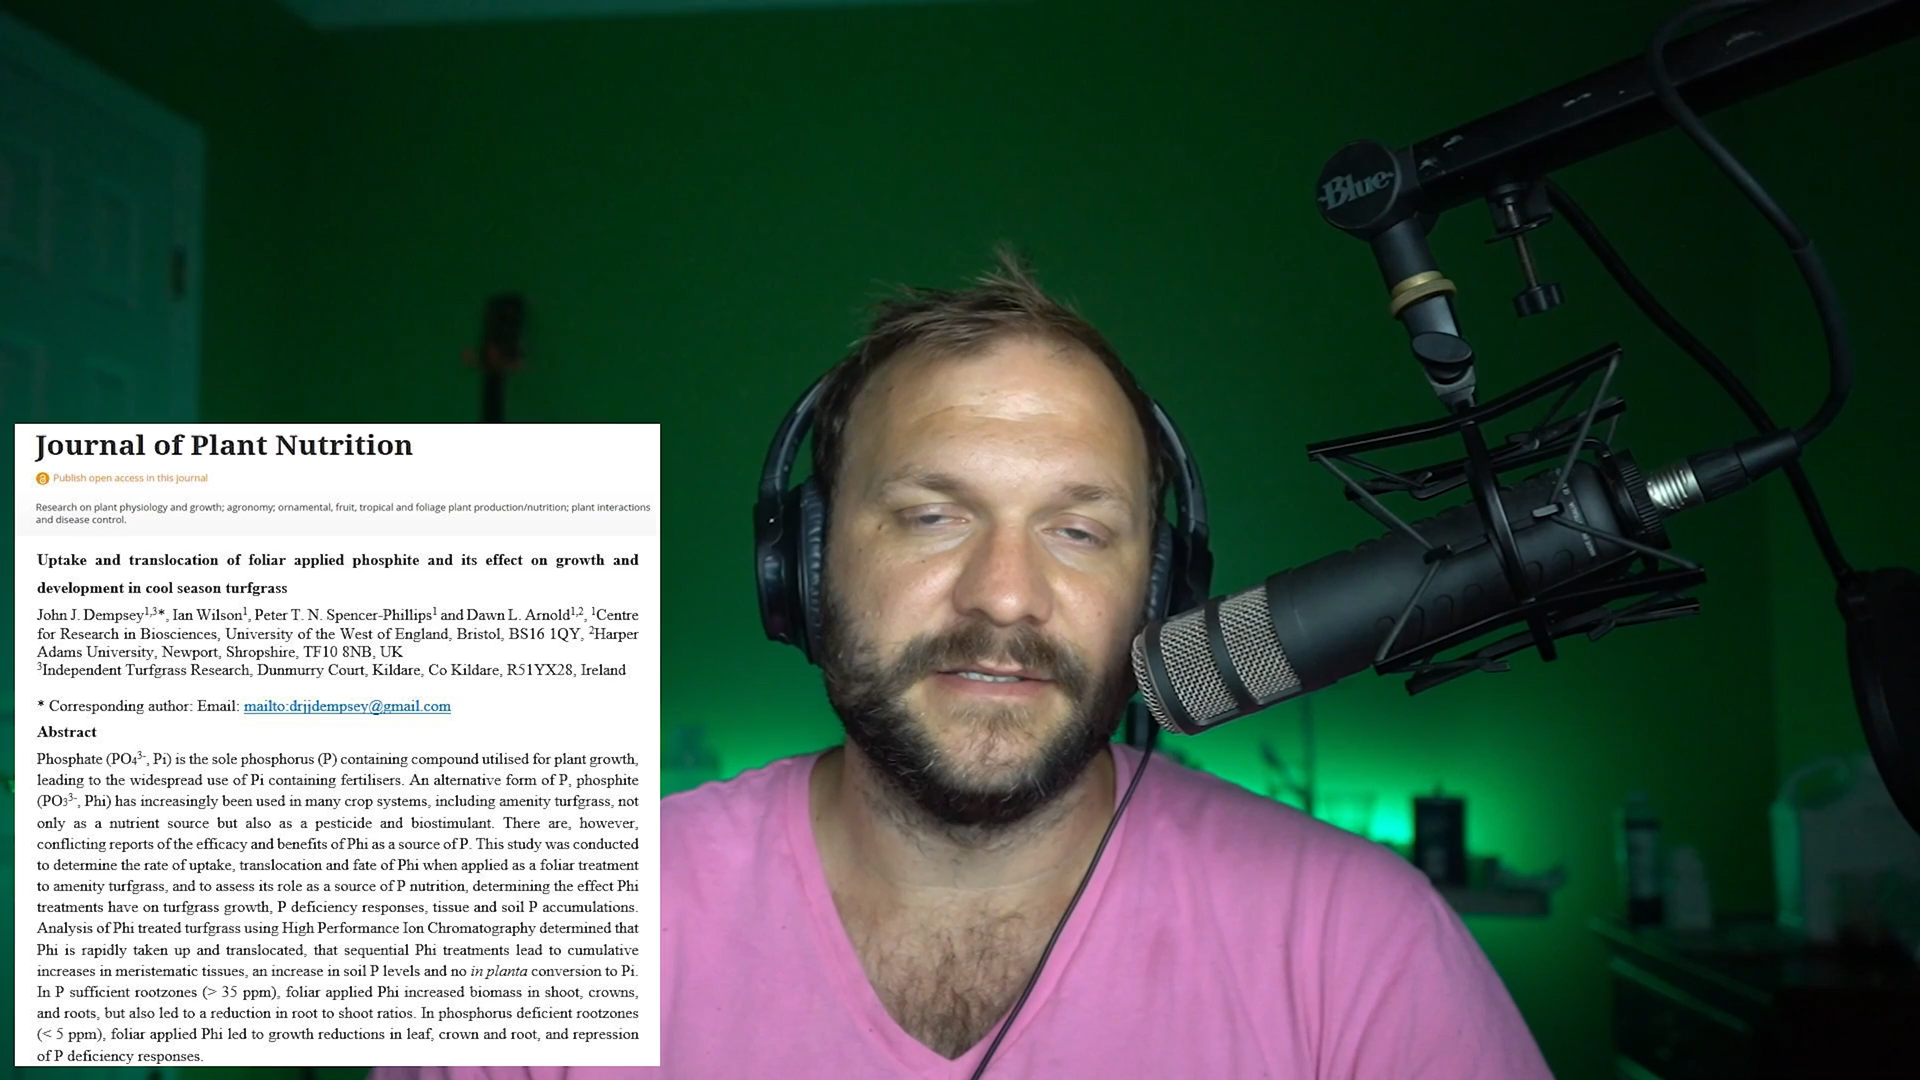 Blue
Journal of Plant Nutrition
Publish open access in this journal
Research on plant physiology and growth; agronomy; ornamental, fruit, tropical and foliage plant production/nutrition; plant interactions
and disease control.
Uptake and translocation of foliar applied phosphite and its effect on growth and
development in cool season turfgrass
John J. Dempsey1,3*, Ian Wilson1, Peter T. N. Spencer-Phillips1 and Dawn L. Arnold1,2, 1Centre
for Research in Biosciences, University of the West of England, Bristol, BS16 1QY, 2Harper
Adams University, Newport, Shropshire, TF10 8NB, UK
3Independent Turfgrass Research, Dunmurry Court, Kildare, Co Kildare, R51YX28, Ireland
* Corresponding author: Email: mailto:drjjdempsey@gmail.com
Abstract
Phosphate (PO43-, Pi) is the sole phosphorus (P) containing compound utilised for plant growth,
leading to the widespread use of Pi containing fertilisers. An alternative form of P, phosphite
(PO33-, Phi) has increasingly been used in many crop systems, including amenity turfgrass, not
only as a nutrient source but also as a pesticide and biostimulant. There are, however,
conflicting reports of the efficacy and benefits of Phi as a source of P. This study was conducted
to determine the rate of uptake, translocation and fate of Phi when applied as a foliar treatment
to amenity turfgrass, and to assess its role as a source of P nutrition, determining the effect Phi
treatments have on turfgrass growth, P deficiency responses, tissue and soil P accumulations.
Analysis of Phi treated turfgrass using High Performance Ion Chromatography determined that
Phi is rapidly taken up and translocated, that sequential Phi treatments lead to cumulative
increases in meristematic tissues, an increase in soil P levels and no in planta conversion to Pi.
In P sufficient rootzones (> 35 ppm), foliar applied Phi increased biomass in shoot, crowns,
and roots, but also led to a reduction in root to shoot ratios. In phosphorus deficient rootzones
(< 5 ppm), foliar applied Phi led to growth reductions in leaf, crown and root, and repression
of P deficiency responses.